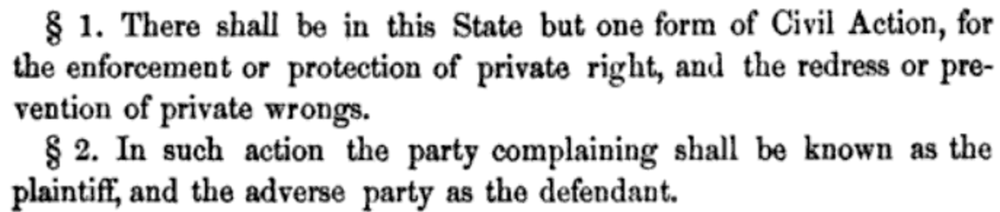 § 1. There shall be in this State but one form of Civil Action, for
the enforcement or protection of private right, and the redress or pre-
vention of private wrongs.
§ 2. In such action the party complaining shall be known as the
plaintiff, and the adverse party as the defendant.